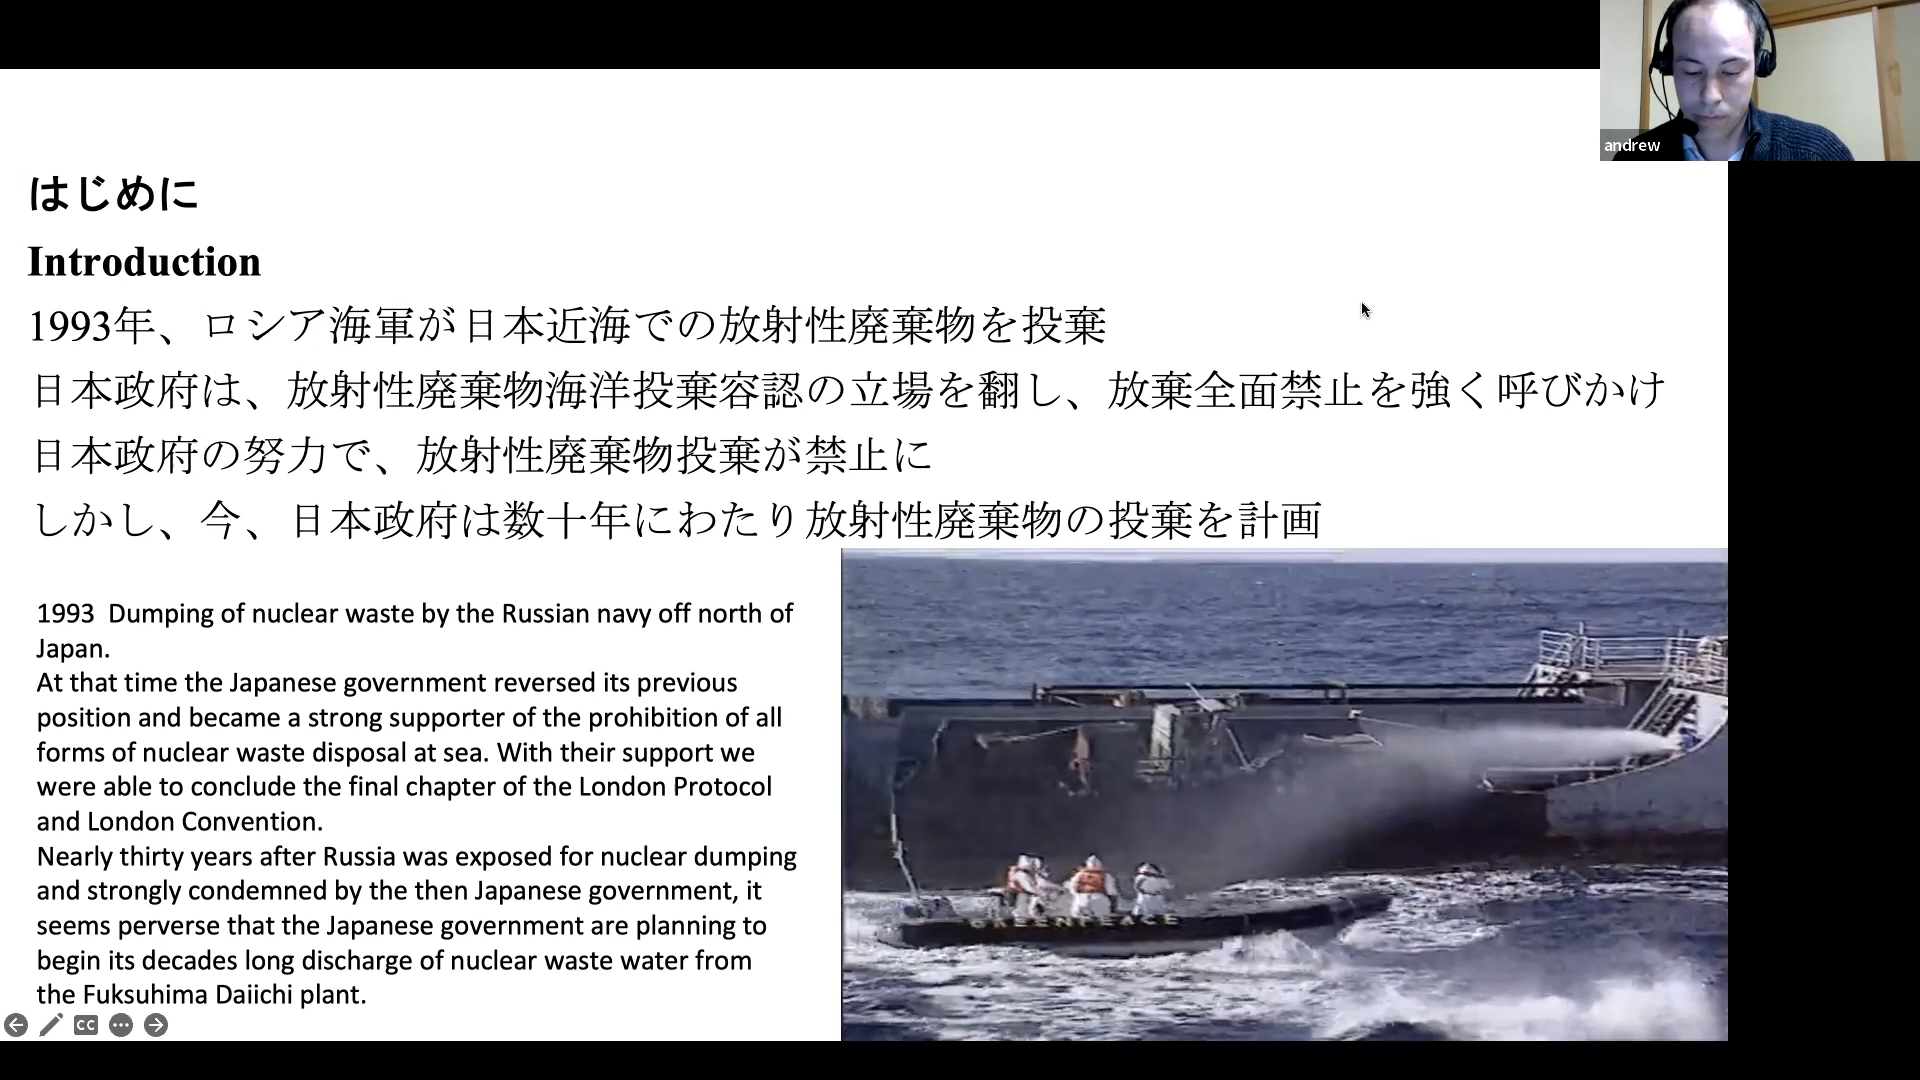 andrew
はじめに
Introduction
1993年、ロシア海軍が日本近海での放射性廃棄物を投棄
日本政府は、放射性廃棄物海洋投棄容認の立場を翻し、放棄全面禁止を強く呼びかけ
日本政府の努力で、放射性廃棄物投棄が禁止に
しかし、今、日本政府は数十年にわたり放射性廃棄物の投棄を計画
1993  Dumping of nuclear waste by the Russian navy off north of
Japan.
At that time the Japanese government reversed its previous
position and became a strong supporter of the prohibition of all
forms of nuclear waste disposal at sea. With their support we
were able to conclude the final chapter of the London Protocol
and London Convention.
Nearly thirty years after Russia was exposed for nuclear dumping
and strongly condemned by the then Japanese government, it
seems perverse that the Japanese government are planning to
begin its decades long discharge of nuclear waste water from
the Fuksuhima Daiichi plant.
GREENPEACE
CC